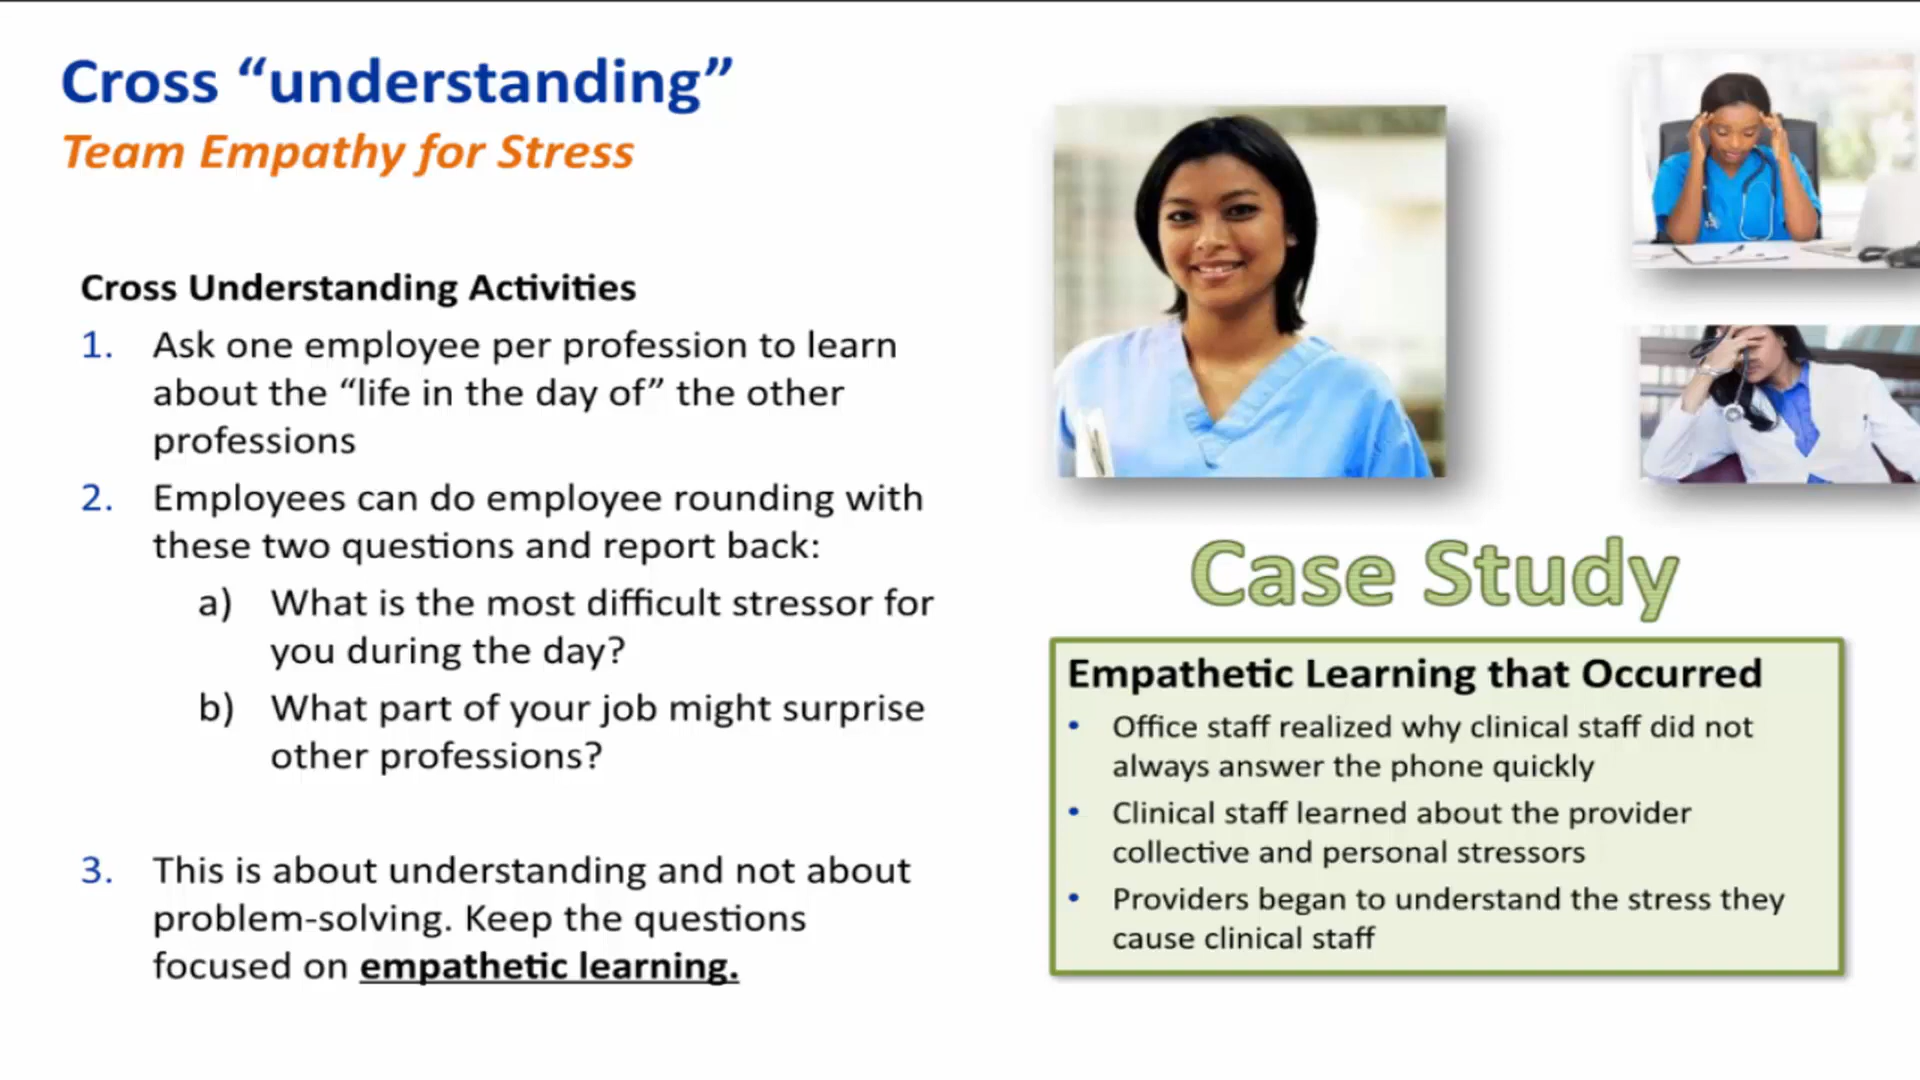 Cross “understanding”
Team Empathy for Stress
Cross Understanding Activities
1. Ask one employee per profession to learn
about the “life in the day of” the other
professions
2. Employees can do employee rounding with
these two questions and report back:
a) What is the most difficult stressor for
you during the day?
b) What part of your job might surprise
other professions?
3. This is about understanding and not about
problem-solving. Keep the questions
focused on empathetic learning.
Case Study
Empathetic Learning that Occurred
• Office staff realized why clinical staff did not
always answer the phone quickly
• Clinical staff learned about the provider
collective and personal stressors
• Providers began to understand the stress they
cause clinical staff